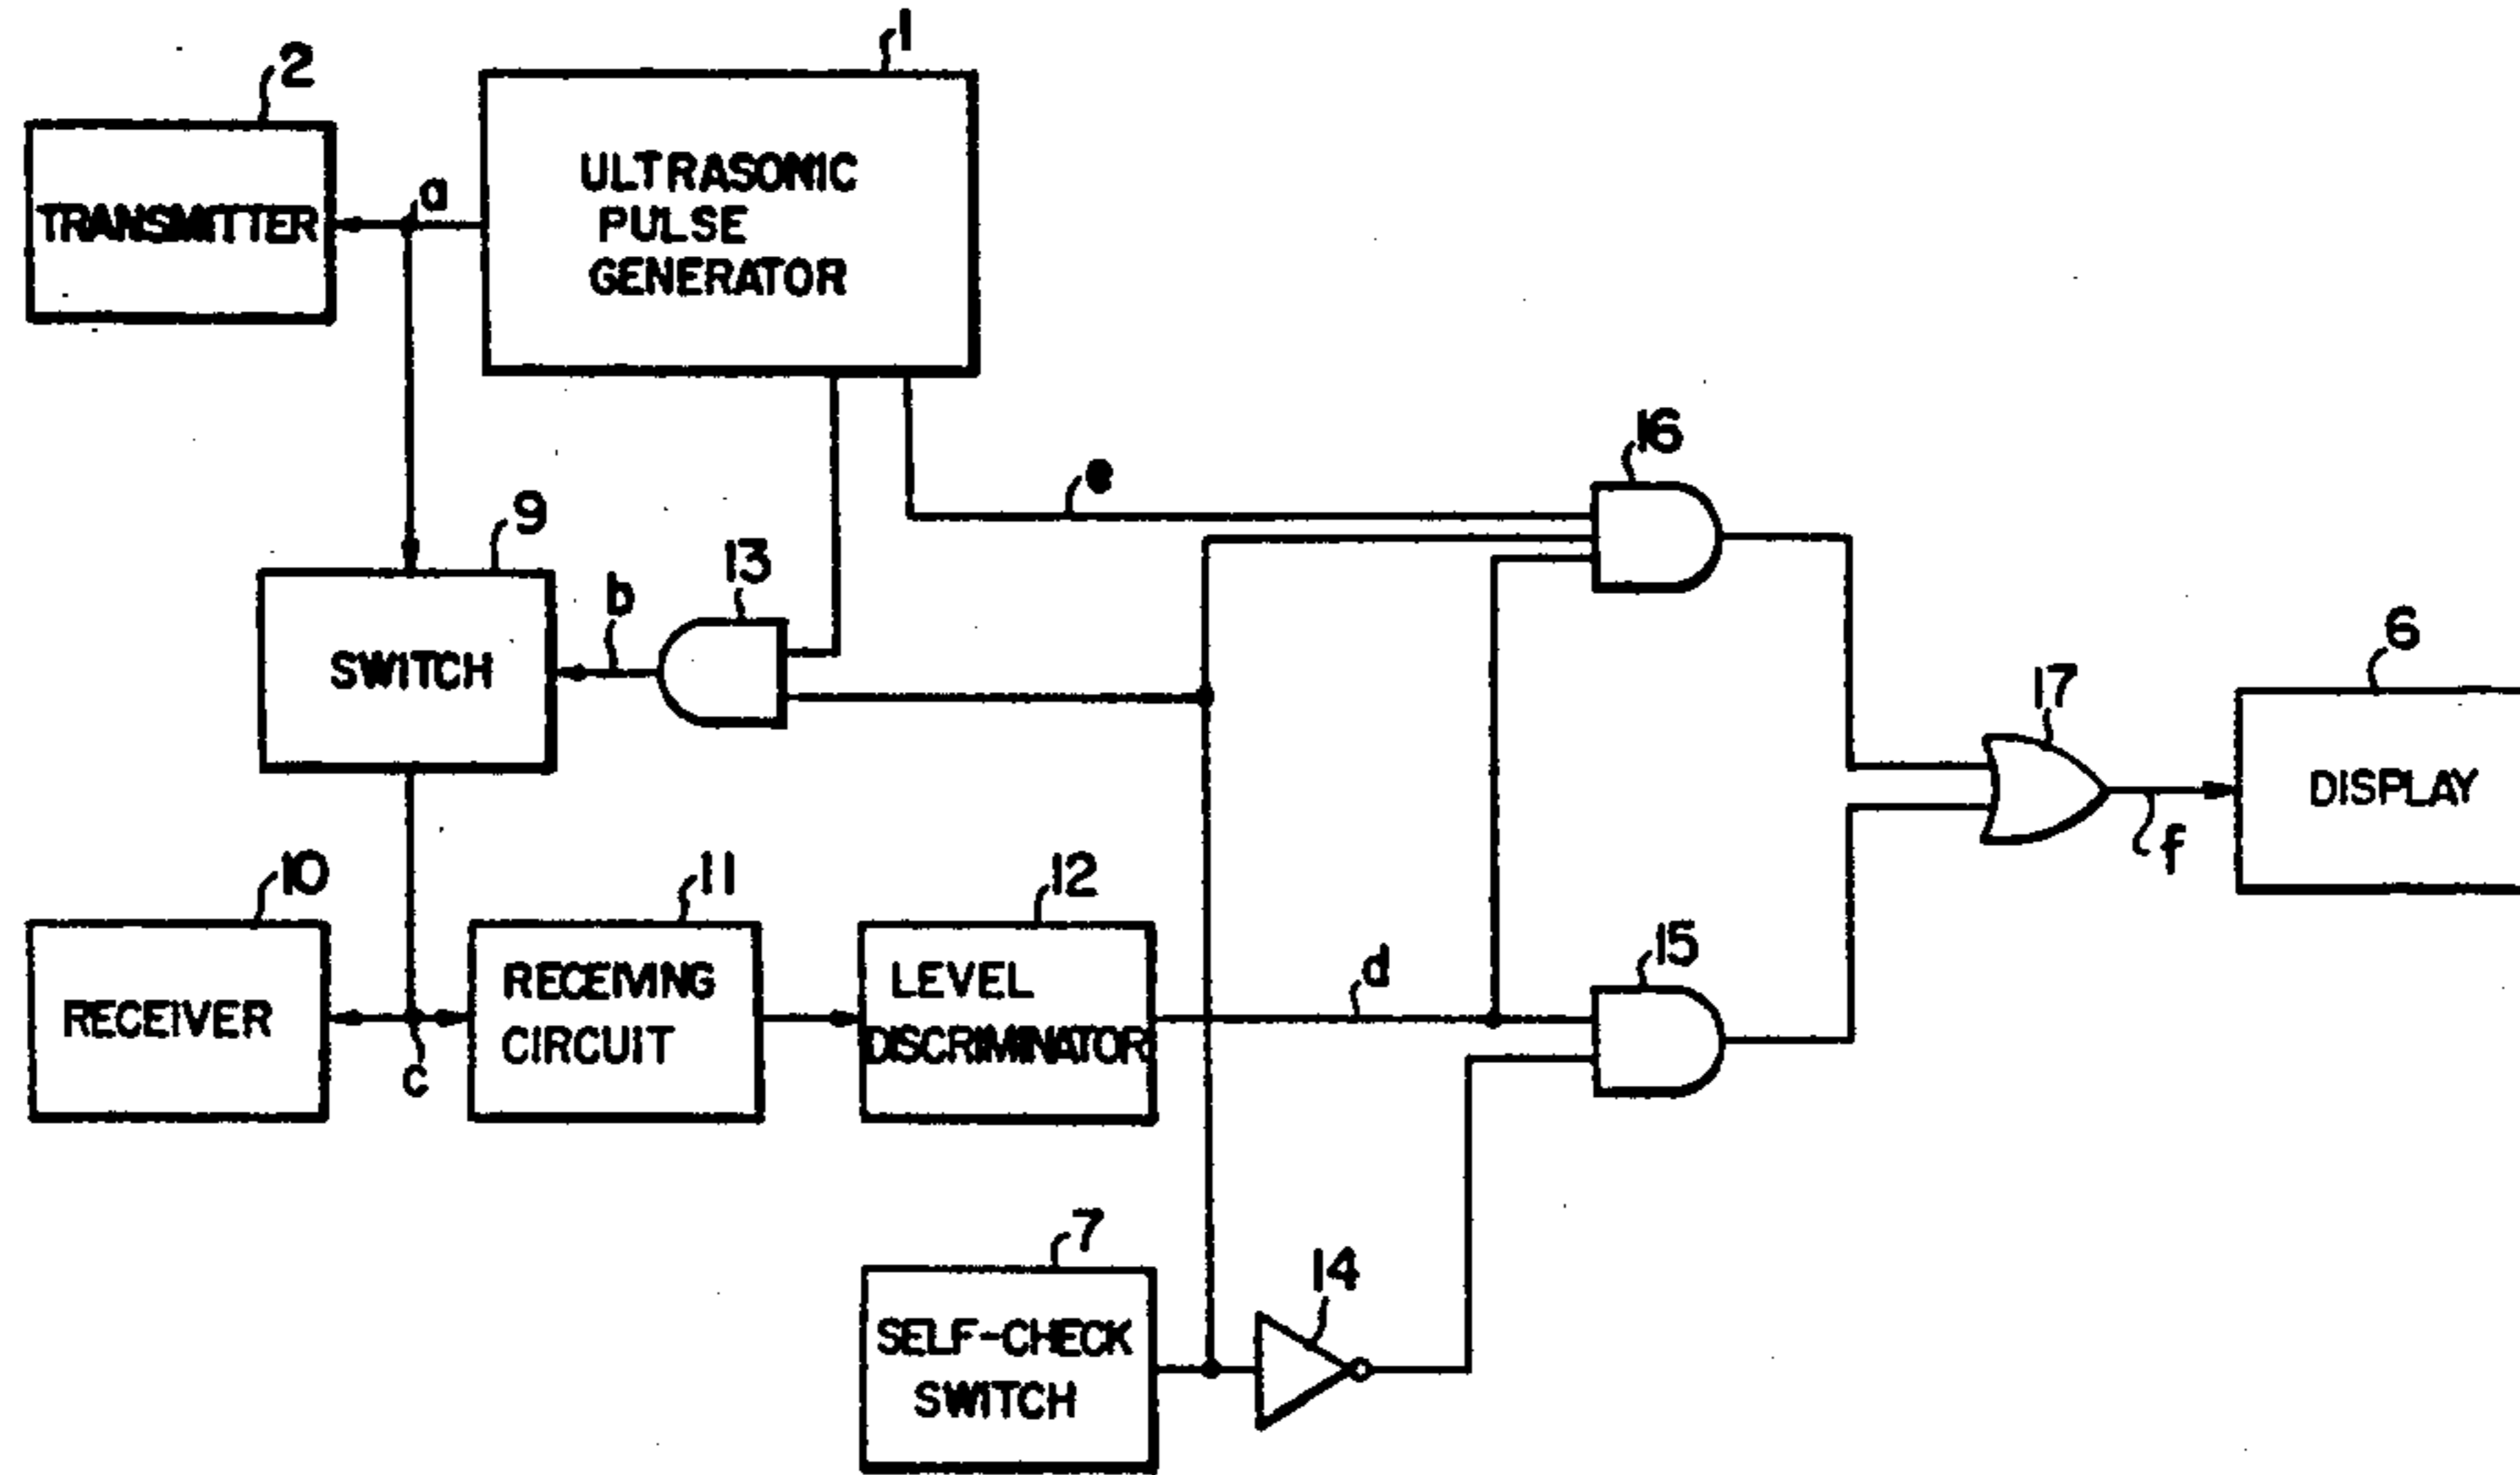 1
2
ULTRASONIC
PULSE
GENERATOR
TRANSMITTER
a
16
e
9
13
b
SWITCH
6
17
DISPLAY
f
10
11
12
15
d
RECEIVER
RECEIVING
CIRCUIT
LEVEL
DISCRIMINATOR
c
7
14
SELF-CHECK
SWITCH